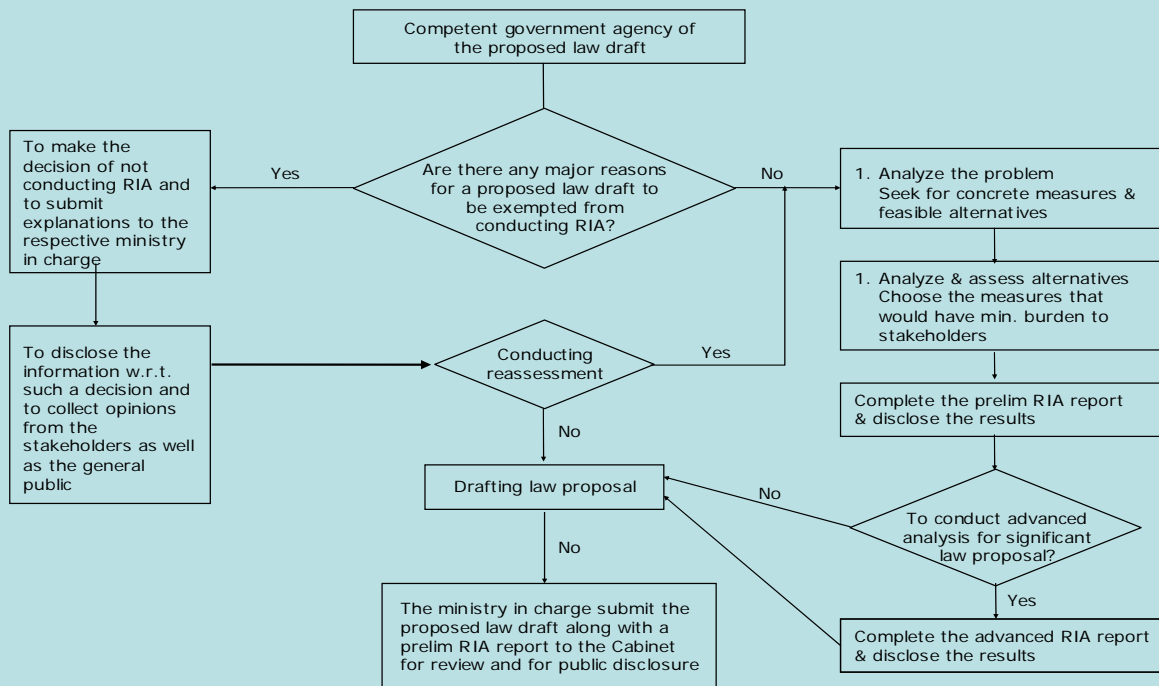 Competent government agency of
the proposed law draft
To make the
decision of not
conducting RIA and
to submit
explanations to the
respective ministry
in charge
Yes
Are there any major reasons
for a proposed law draft to
be exempted from
conducting RIA?
No
1. Analyze the problem
Seek for concrete measures &
feasible alternatives
1. Analyze & assess alternatives
Choose the measures that
would have min. burden to
stakeholders
To disclose the
information w.r.t.
such a decision and
to collect opinions
from the
stakeholders as well
as the general
public
Conducting
reassessment
Yes
No
Complete the prelim RIA report
& disclose the results
Drafting law proposal
No
To conduct advanced
analysis for significant
law proposal?
No
Yes
The ministry in charge submit the
proposed law draft along with a
prelim RIA report to the Cabinet
for review and for public disclosure
Complete the advanced RIA report
& disclose the results